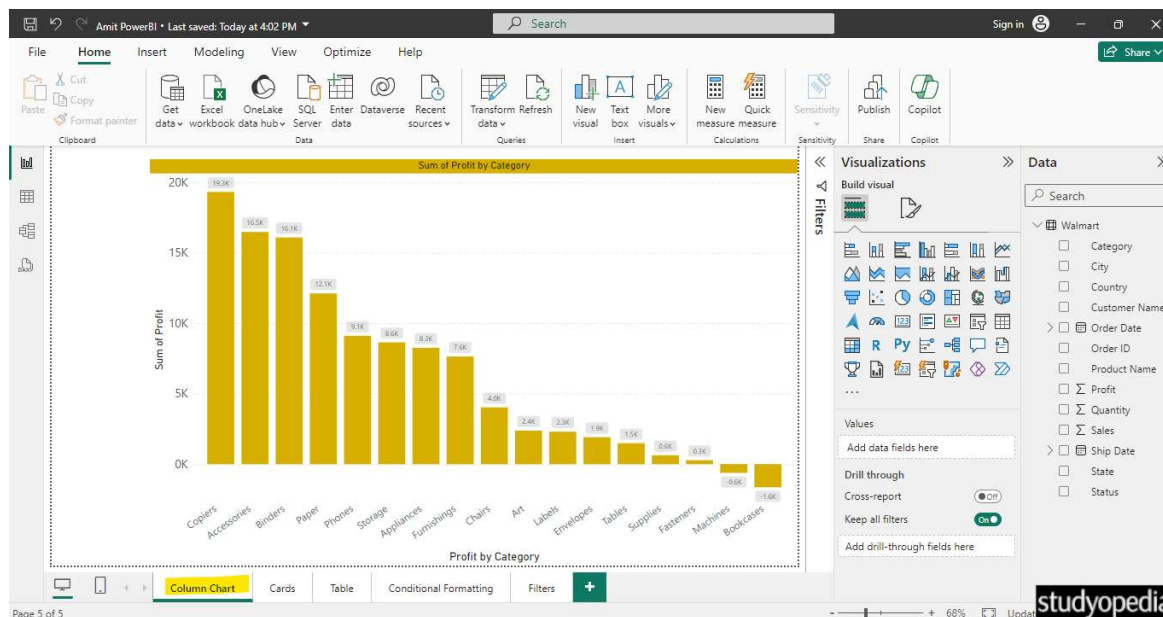 Amit PowerBI • Last saved: Today at 4:02 PM
Search
Sign in
File Home Insert Modeling View Optimize Help
Share
Paste
Cut
Copy
Format painter
Clipboard
Get data
Excel workbook
OneLake data hub
SQL Server
Enter data
Dataverse
Recent sources
Data
Transform data
Refresh
Queries
New visual
Text box
More visuals
Insert
New measure
Quick measure
Calculations
Sensitivity
Sensitivity
Publish
Share
Copilot
Copilot
Sum of Profit by Category
Sum of Profit
20K
15K
10K
5K
0K
19.3K
16.5K
16.1K
12.1K
9.1K
8.6K
8.3K
7.6K
4.0K
2.4K
2.3K
1.9K
1.5K
0.6K
0.3K
-0.6K
-1.6K
Copiers
Accessories
Binders
Paper
Phones
Storage
Appliances
Furnishings
Chairs
Art
Labels
Envelopes
Tables
Supplies
Fasteners
Machines
Bookcases
Profit by Category
Filters
Visualizations
Build visual
123
R Py
Values
Add data fields here
Drill through
Cross-report
Off
Keep all filters
On
Add drill-through fields here
Data
Search
Walmart
Category
City
Country
Customer Name
Order Date
Order ID
Product Name
Profit
Quantity
Sales
Ship Date
State
Status
Column Chart Cards Table Conditional Formatting Filters
Page 5 of 5
68%
studyopedia